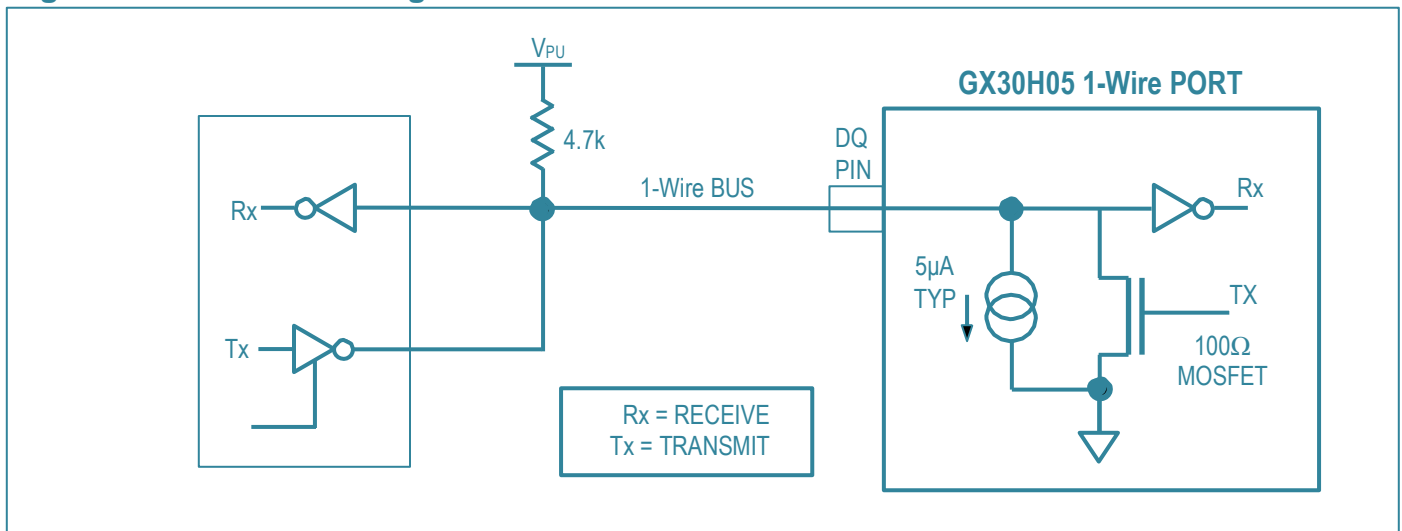 V_PU
4.7k
GX30H05 1-Wire PORT
DQ
PIN
1-Wire BUS
Rx
Rx
5µA
TYP
TX
100Ω
MOSFET
Tx
Rx = RECEIVE
Tx = TRANSMIT